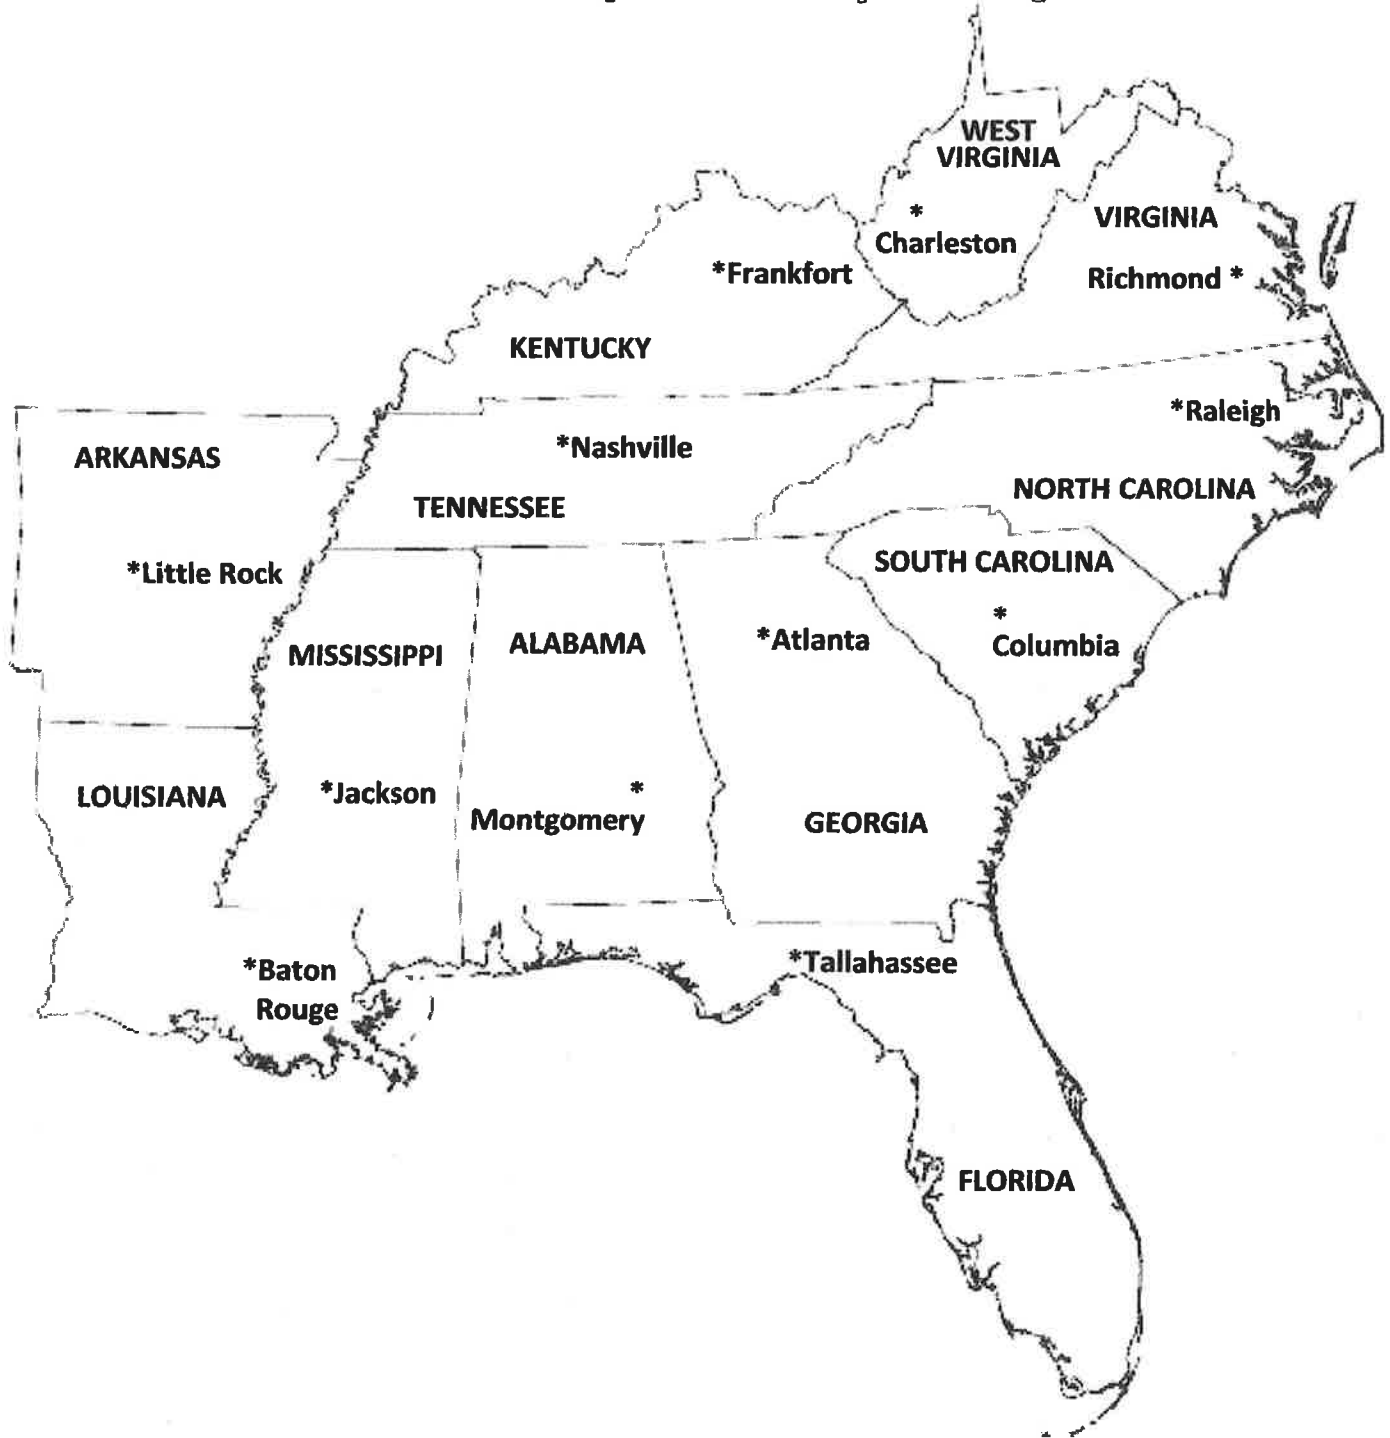 WEST
VIRGINIA
*
Charleston
VIRGINIA
Richmond *
*Frankfort
KENTUCKY
*Raleigh
NORTH CAROLINA
ARKANSAS
*Nashville
TENNESSEE
*Little Rock
SOUTH CAROLINA
*
Columbia
MISSISSIPPI
ALABAMA
*Atlanta
LOUISIANA
*Jackson
*
Montgomery
GEORGIA
*Baton
Rouge
*Tallahassee
FLORIDA